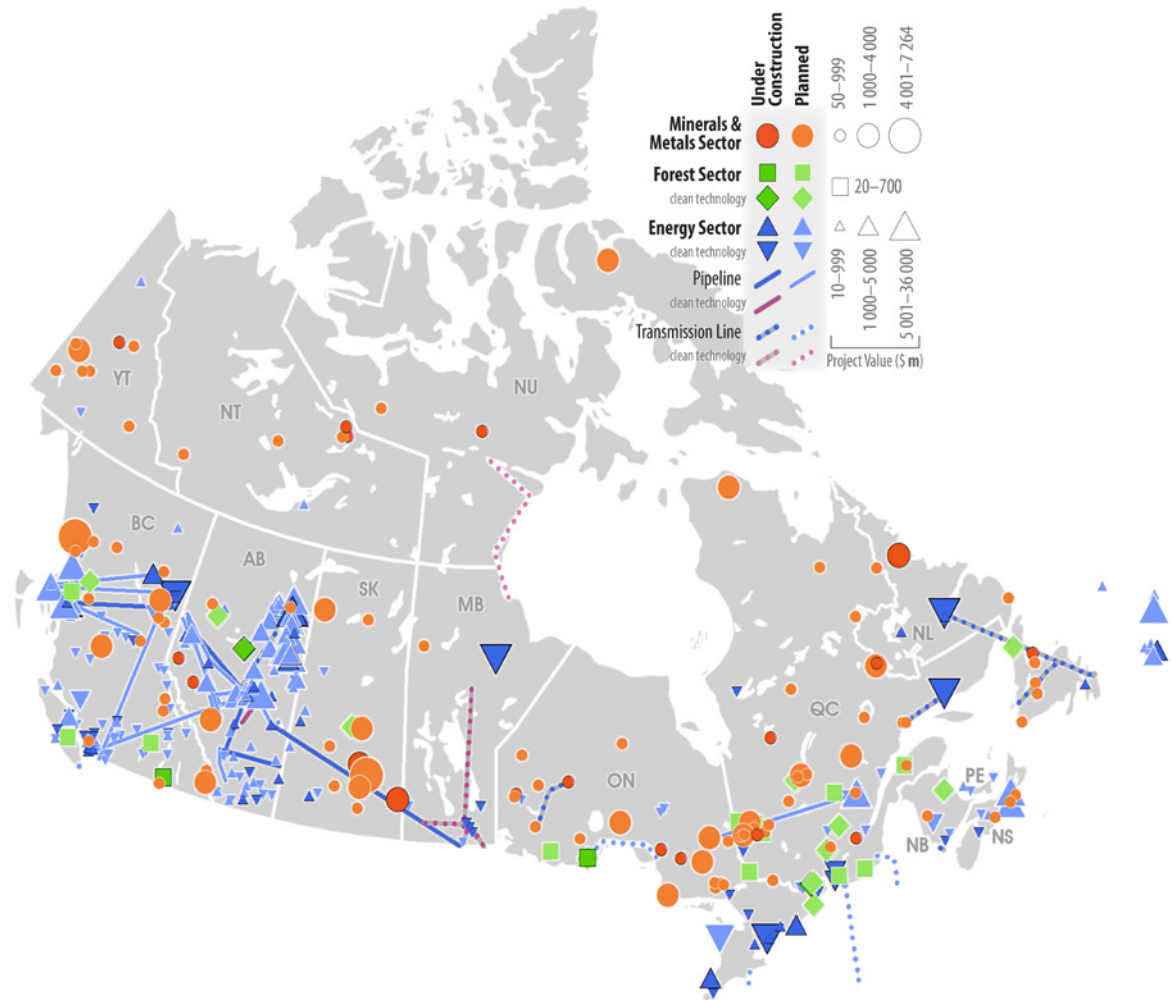 Under
Construction
Planned
50–999
1 000–4 000
4 001–7 264
Minerals &
Metals Sector
Forest Sector
20–700
clean technology
Energy Sector
clean technology
Pipeline
clean technology
Transmission Line
clean technology
10–999
1 000–5 000
5 001–36 000
Project Value ($ m)
YT
NT
NU
BC
AB
SK
MB
ON
QC
NL
PE
NB
NS